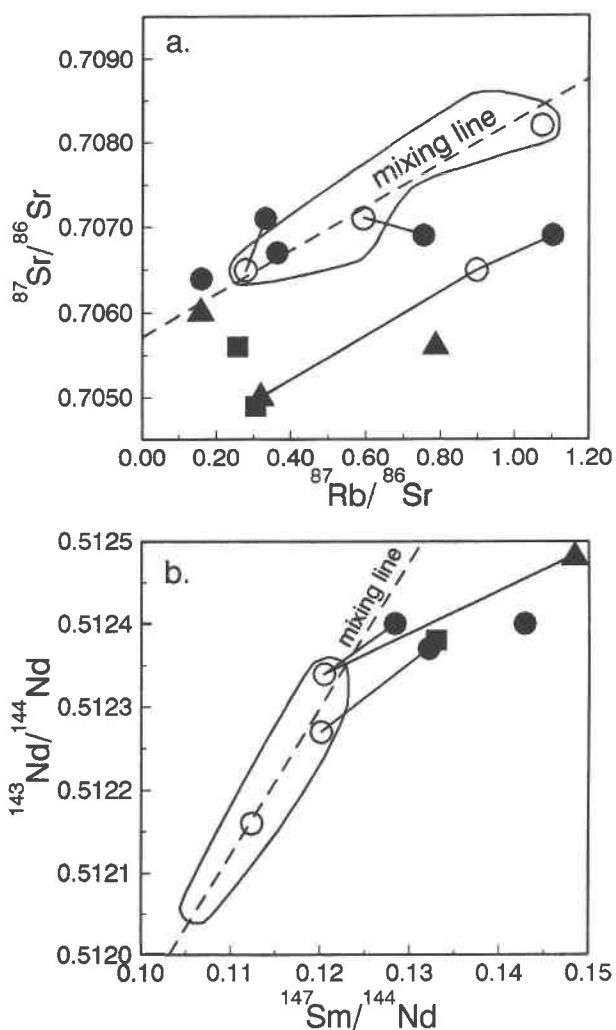 a.
0.7090
0.7080
0.7070
0.7060
0.7050
⁸⁷Sr/⁸⁶Sr
mixing line
0.00 0.20 0.40 0.60 0.80 1.00 1.20
⁸⁷Rb/⁸⁶Sr
b.
0.5125
0.5124
0.5123
0.5122
0.5121
0.5120
¹⁴³Nd/¹⁴⁴Nd
mixing line
0.10 0.11 0.12 0.13 0.14 0.15
¹⁴⁷Sm/¹⁴⁴Nd